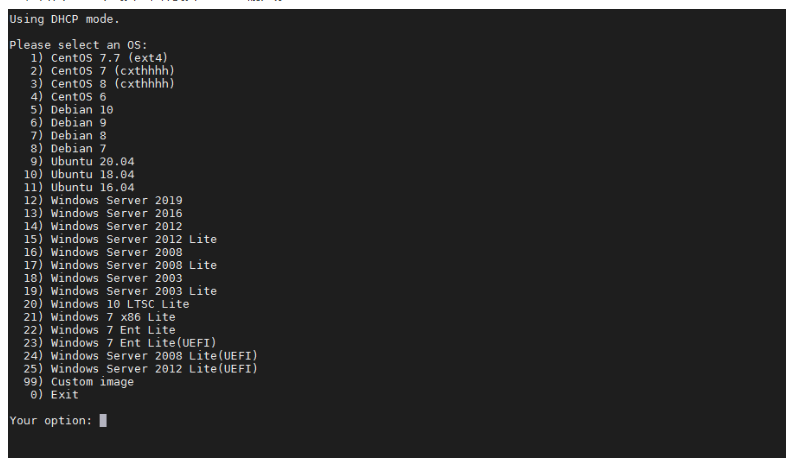 Using DHCP mode.
Please select an OS:
1) CentOS 7.7 (ext4)
2) CentOS 7 (cxthhhh)
3) CentOS 8 (cxthhhh)
4) CentOS 6
5) Debian 10
6) Debian 9
7) Debian 8
8) Debian 7
9) Ubuntu 20.04
10) Ubuntu 18.04
11) Ubuntu 16.04
12) Windows Server 2019
13) Windows Server 2016
14) Windows Server 2012
15) Windows Server 2012 Lite
16) Windows Server 2008
17) Windows Server 2008 Lite
18) Windows Server 2003
19) Windows Server 2003 Lite
20) Windows 10 LTSC Lite
21) Windows 7 x86 Lite
22) Windows 7 Ent Lite
23) Windows 7 Ent Lite(UEFI)
24) Windows Server 2008 Lite(UEFI)
25) Windows Server 2012 Lite(UEFI)
99) Custom image
0) Exit
Your option: